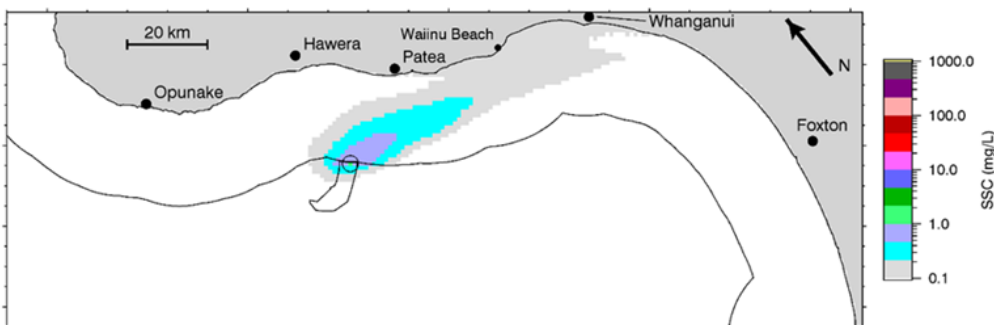 20 km
Hawera
Opunake
Patea
Waiinu Beach
Whanganui
N
Foxton
1000.0
100.0
10.0
1.0
0.1
SSC (mg/L)